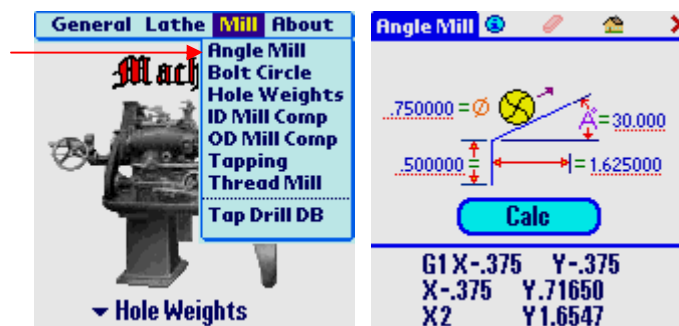 General Lathe Mill About
Angle Mill
Bolt Circle
Hole Weights
ID Mill Comp
OD Mill Comp
Tapping
Thread Mill
Tap Drill DB
Mach
Hole Weights
Angle Mill
.750000 = Ø
A = 30.000
.500000 =
= 1.625000
Calc
G1 X-.375 Y-.375
X-.375 Y.71650
X2 Y1.6547